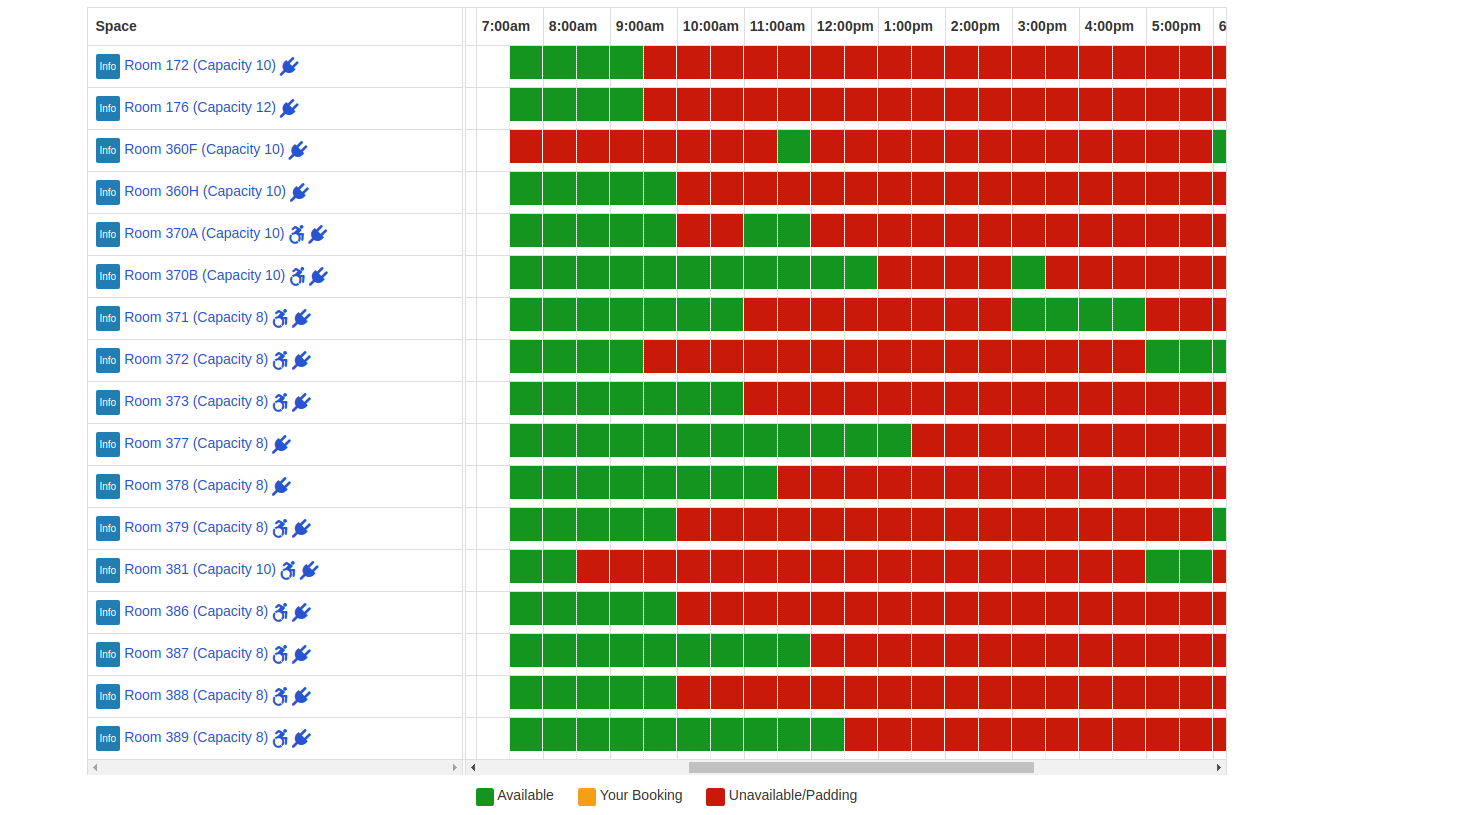 Space 7:00am 8:00am 9:00am 10:00am 11:00am 12:00pm 1:00pm 2:00pm 3:00pm 4:00pm 5:00pm 6
Info Room 172 (Capacity 10)
Info Room 176 (Capacity 12)
Info Room 360F (Capacity 10)
Info Room 360H (Capacity 10)
Info Room 370A (Capacity 10)
Info Room 370B (Capacity 10)
Info Room 371 (Capacity 8)
Info Room 372 (Capacity 8)
Info Room 373 (Capacity 8)
Info Room 377 (Capacity 8)
Info Room 378 (Capacity 8)
Info Room 379 (Capacity 8)
Info Room 381 (Capacity 10)
Info Room 386 (Capacity 8)
Info Room 387 (Capacity 8)
Info Room 388 (Capacity 8)
Info Room 389 (Capacity 8)
Available Your Booking Unavailable/Padding